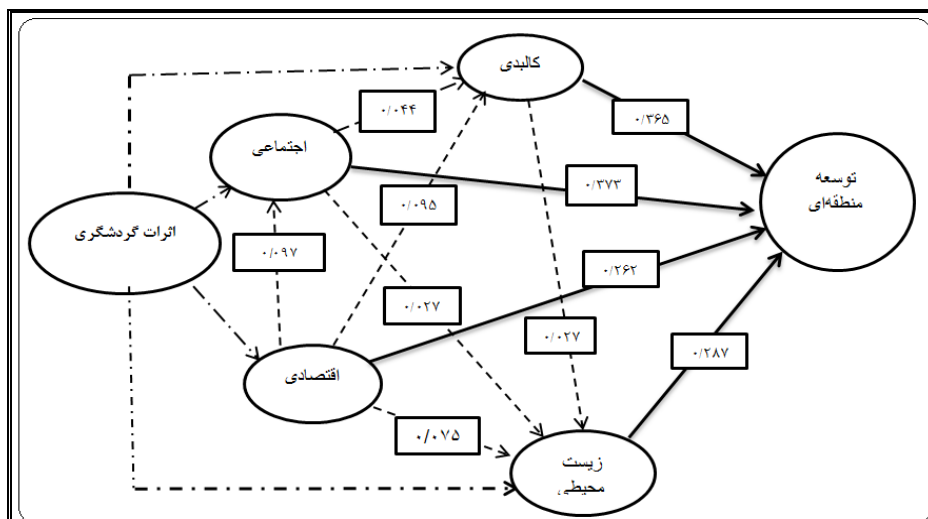 کالبدی
۰/۰۴۴
۰/۳۶۵
اجتماعی
توسعه
منطقه‌ای
۰/۳۷۳
اثرات گردشگری
۰/۰۹۵
۰/۰۹۷
۰/۲۶۲
۰/۰۲۷
۰/۰۲۷
۰/۲۸۷
اقتصادی
۰/۰۷۵
زیست
محیطی